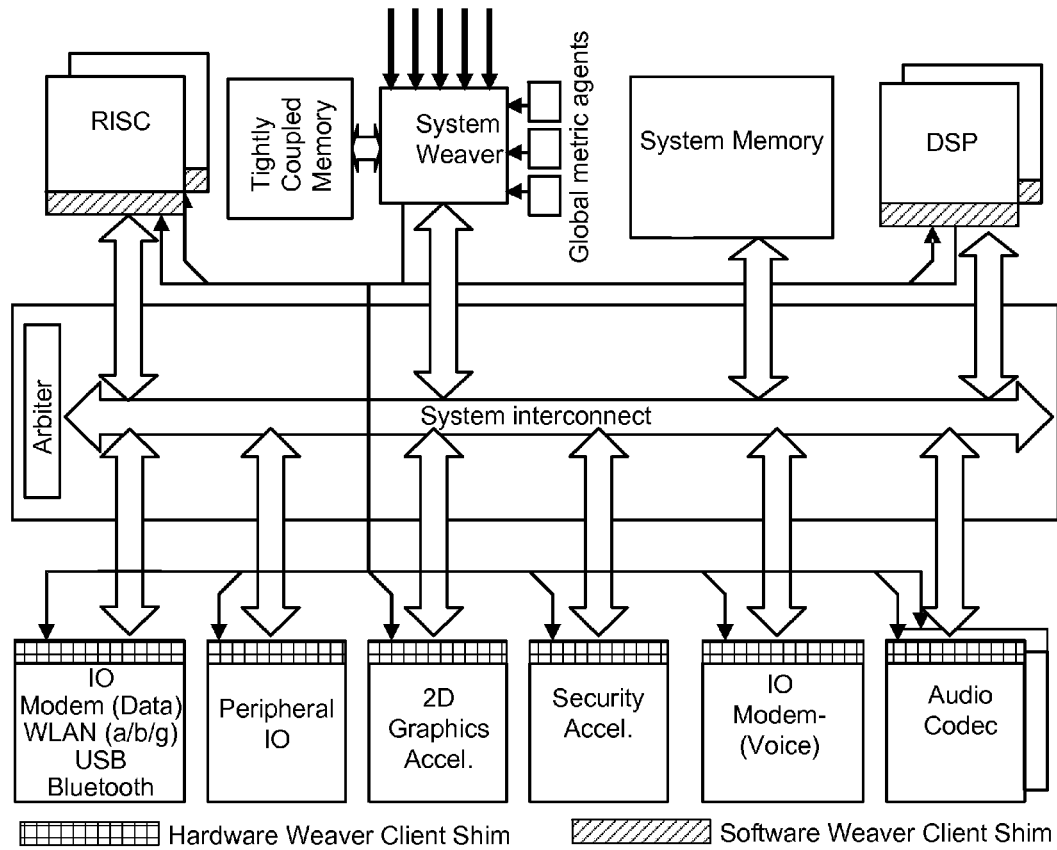 RISC
Tightly
Coupled
Memory
System
Weaver
Global metric agents
System Memory
DSP
Arbiter
System interconnect
IO
Modem (Data)
WLAN (a/b/g)
USB
Bluetooth
Peripheral
IO
2D
Graphics
Accel.
Security
Accel.
IO
Modem-
(Voice)
Audio
Codec
Hardware Weaver Client Shim
Software Weaver Client Shim